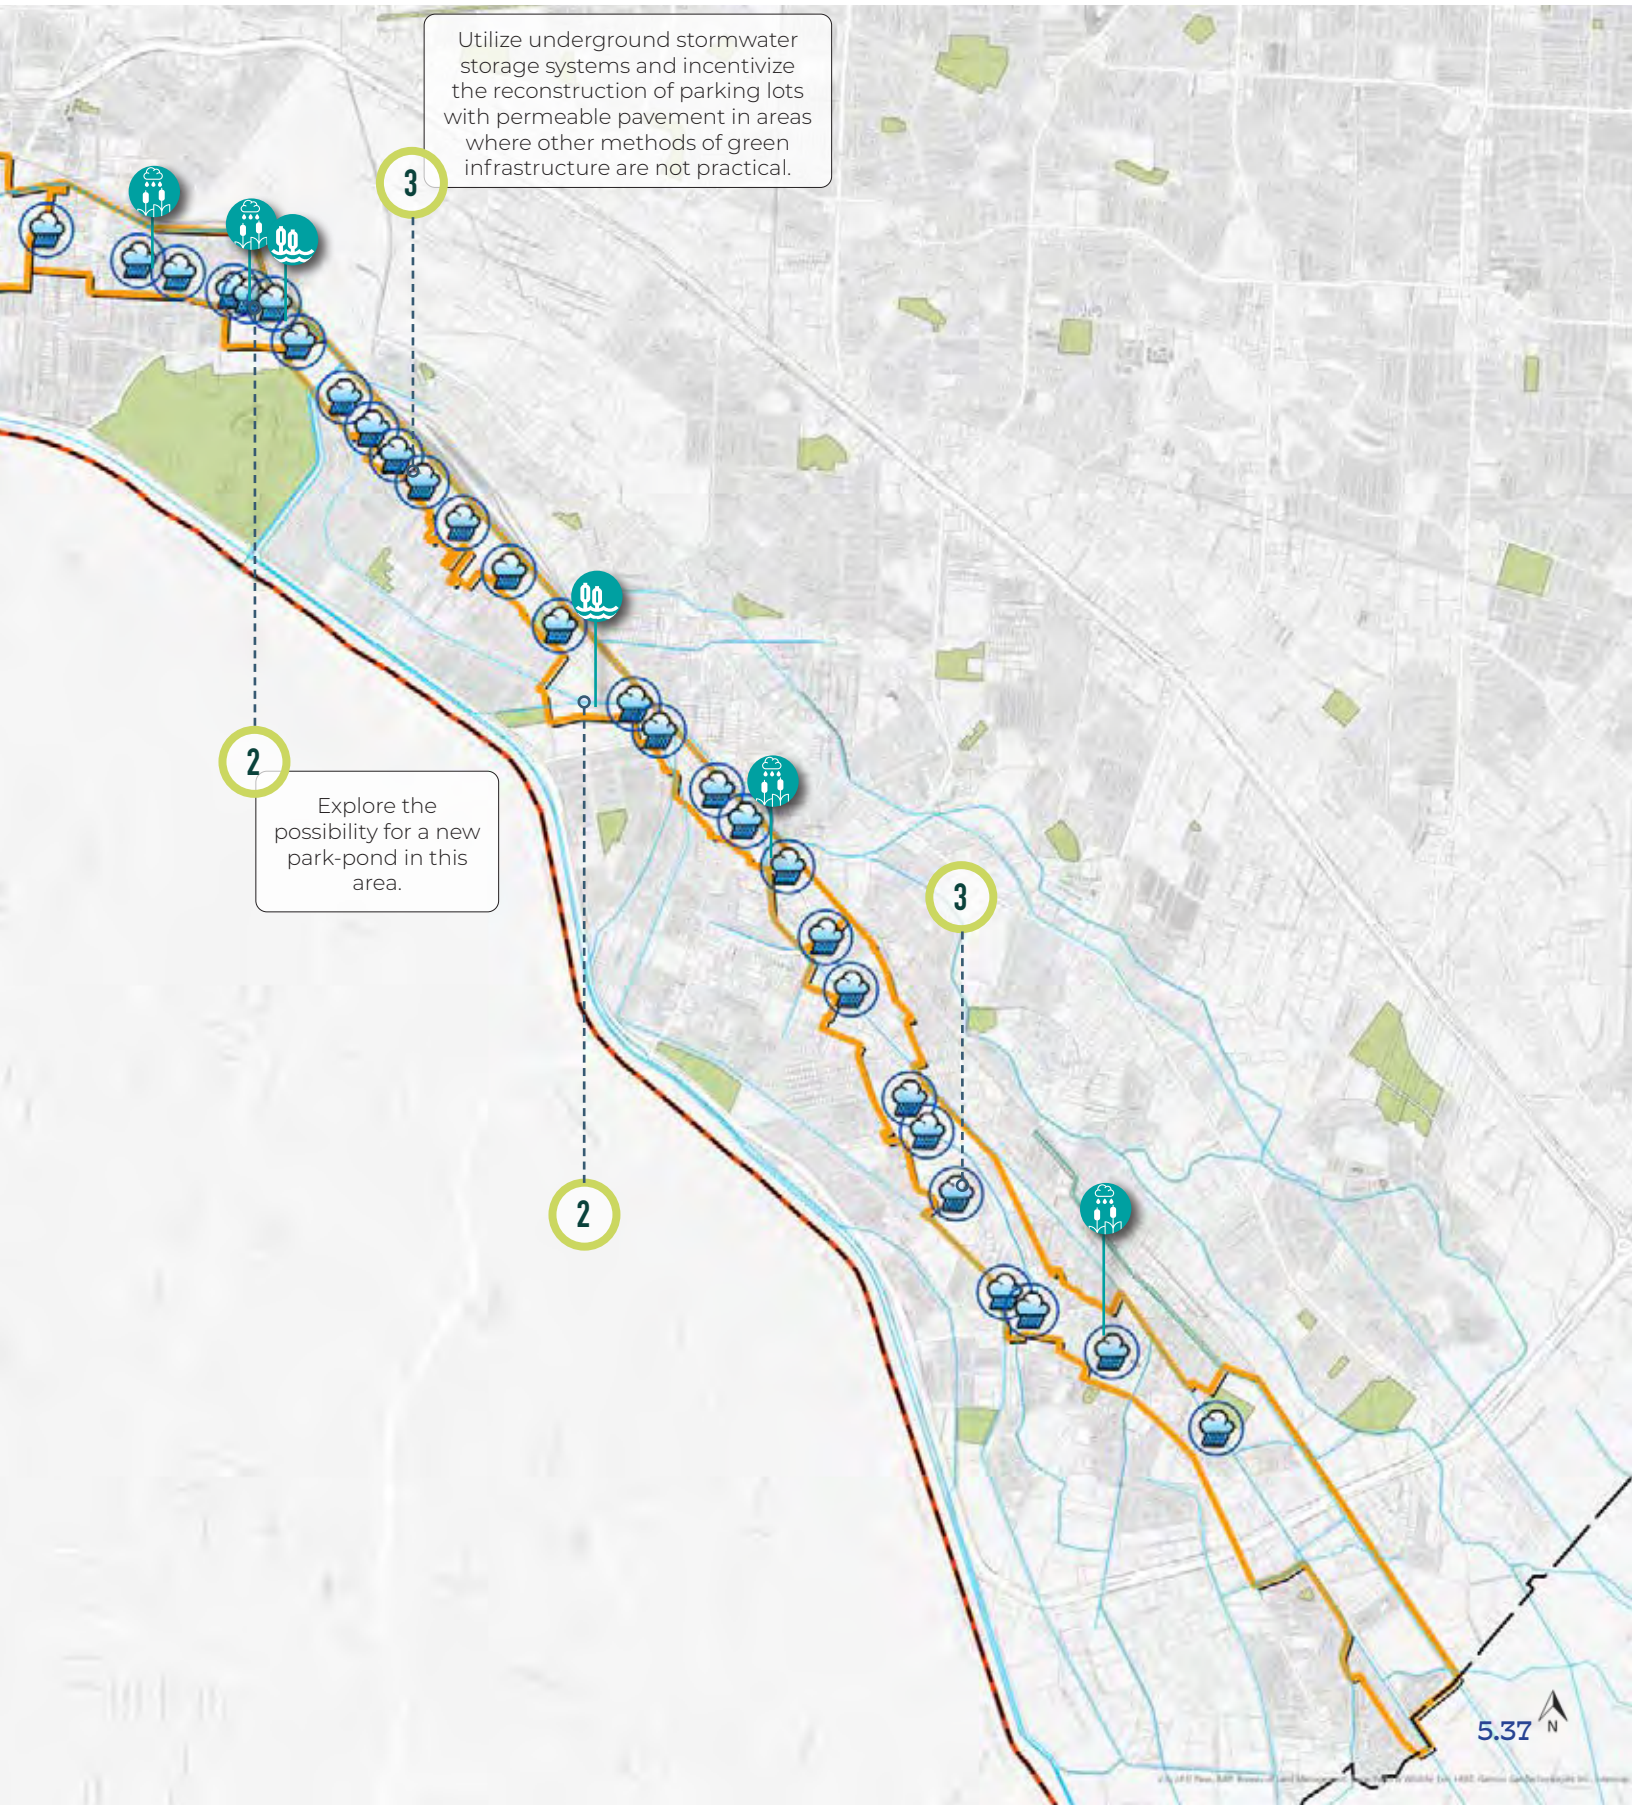 Utilize underground stormwater
storage systems and incentivize
the reconstruction of parking lots
with permeable pavement in areas
where other methods of green
infrastructure are not practical.
3
2
Explore the
possibility for a new
park-pond in this
area.
3
2
5.37
N